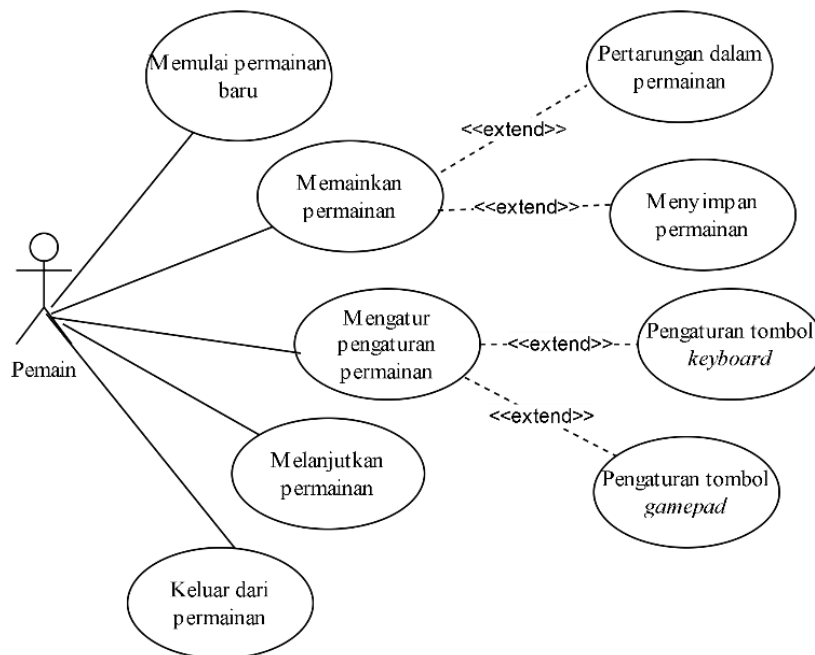 Memulai permainan
baru
Pertarungan dalam
permainan
<<extend>>
Memainkan
permainan
<<extend>>
Menyimpan
permainan
Pemain
Mengatur
pengaturan
permainan
<<extend>>
Pengaturan tombol
keyboard
<<extend>>
Melanjutkan
permainan
Pengaturan tombol
gamepad
Keluar dari
permainan